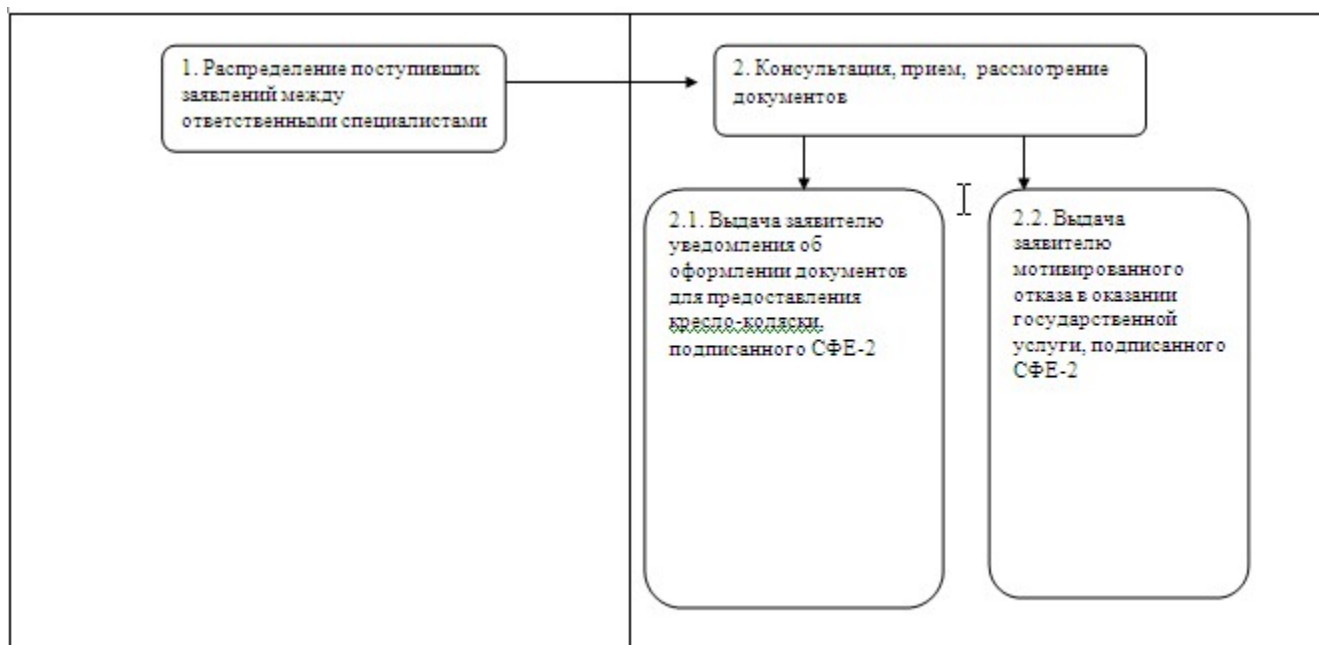 1. Распределение поступивших
заявлений между
ответственными специалистами
2. Консультация, прием, рассмотрение
документов
2.1. Выдача заявителю
уведомления об
оформлении документов
для предоставления
кресло-коляски,
подписанного СФЕ-2
2.2. Выдача
заявителю
мотивированного
отказа в оказании
государственной
услуги, подписанного
СФЕ-2